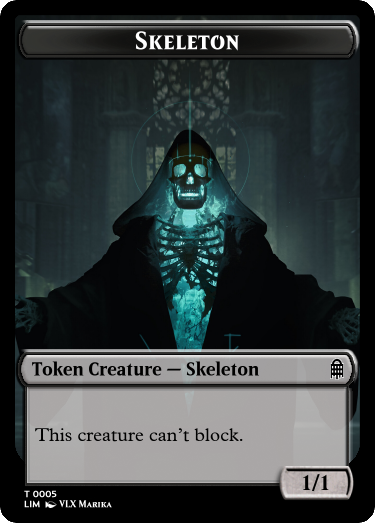 Skeleton
Token Creature — Skeleton
This creature can't block.
1/1
T 0005
LIM VLX Marika